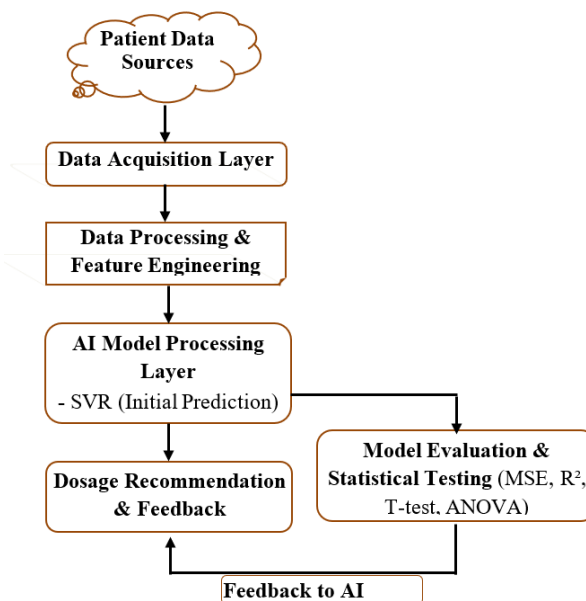 Patient Data
Sources
Data Acquisition Layer
Data Processing &
Feature Engineering
AI Model Processing
Layer
- SVR (Initial Prediction)
Model Evaluation &
Statistical Testing (MSE, R²,
T-test, ANOVA)
Dosage Recommendation
& Feedback
Feedback to AI